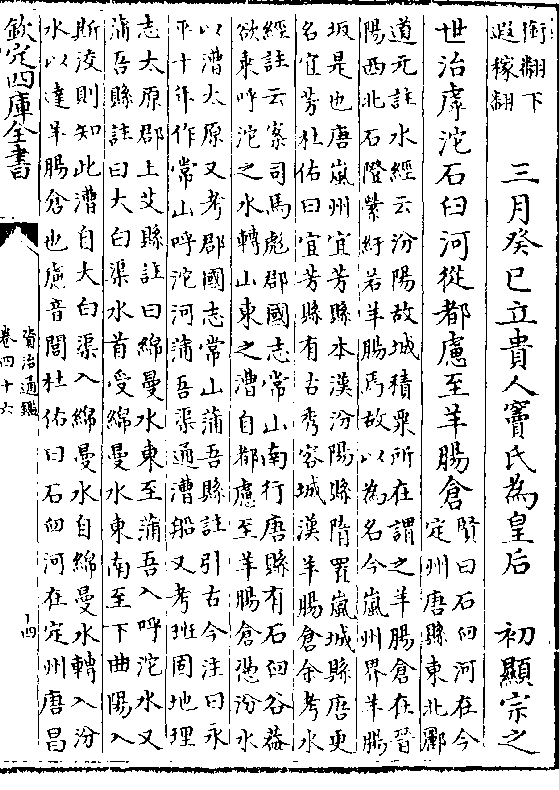 衘翻下
遐稼翻
三月癸巳立貴人竇氏為皇后　初顯宗之
世治虖沱石臼河從都慮至羊腸倉
賢曰石臼河在今
定州唐縣東北酈
道元註水經云汾陽故城積粟所在謂之羊腸倉在晉
陽西北石隥縈紆若羊腸焉故以為名今嵐州界羊腸
坂是也唐嵐州宜芳縣本漢汾陽縣隋置嵐城縣唐更
名宜芳杜佑曰宜芳縣有古秀容城漢羊腸倉余考水
經註云案司馬彪郡國志常山南行唐縣有石臼谷蓋
欲乘呼沱之水轉山東之漕自都慮至羊腸倉慿汾水
以漕太原又考郡國志常山蒲吾縣註引古今注曰永
平十年作常山呼沱河蒲吾渠通漕船又考班固地理
志太原郡上艾縣註曰綿曼水東至蒲吾入呼沱水又
蒲吾縣註曰大白渠水首受綿曼水東南至下曲陽入
斯洨則知此漕自大白渠入綿曼水自綿曼水轉入汾
水以達羊腸倉也慮音閭杜佑曰石臼河在定州唐昌
欽定四庫全書
資治通鑑
卷四十六
十四